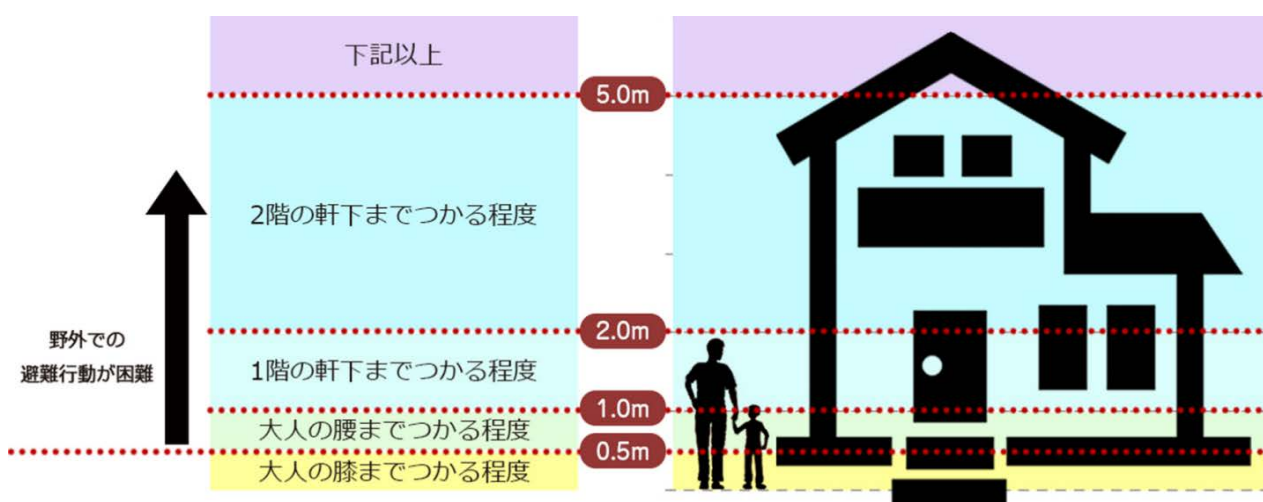 下記以上
5.0m
2階の軒下までつかる程度
2.0m
野外での
避難行動が困難
1階の軒下までつかる程度
1.0m
大人の腰までつかる程度
0.5m
大人の膝までつかる程度